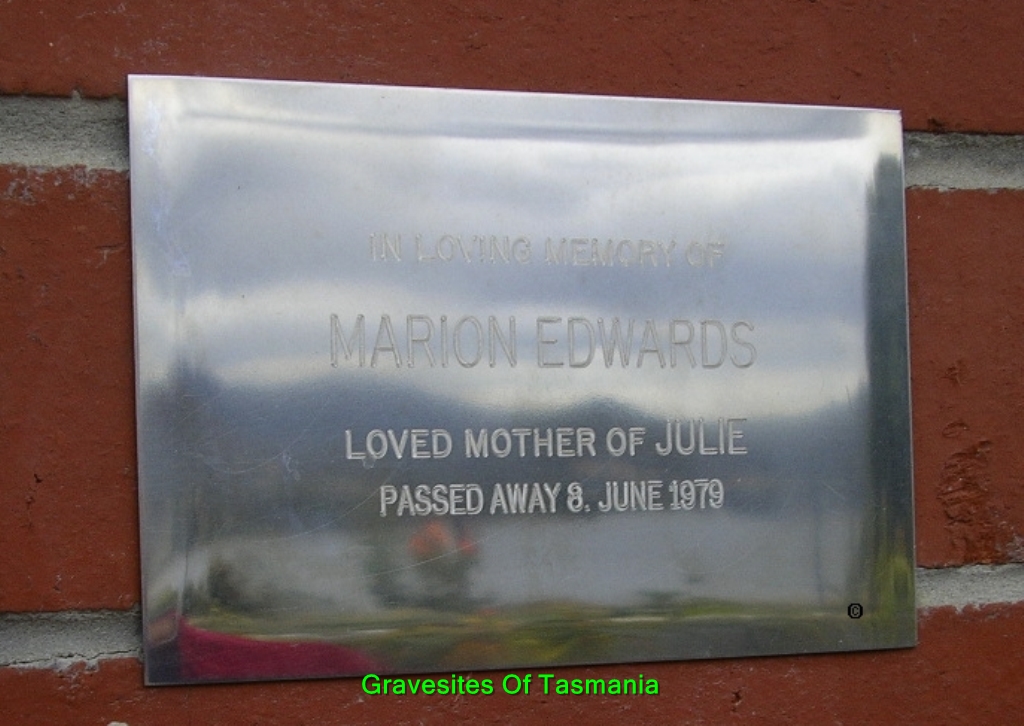 IN LOVING MEMORY OF
MARION EDWARDS
LOVED MOTHER OF JULIE
PASSED AWAY 8. JUNE 1979
©
Gravesites Of Tasmania